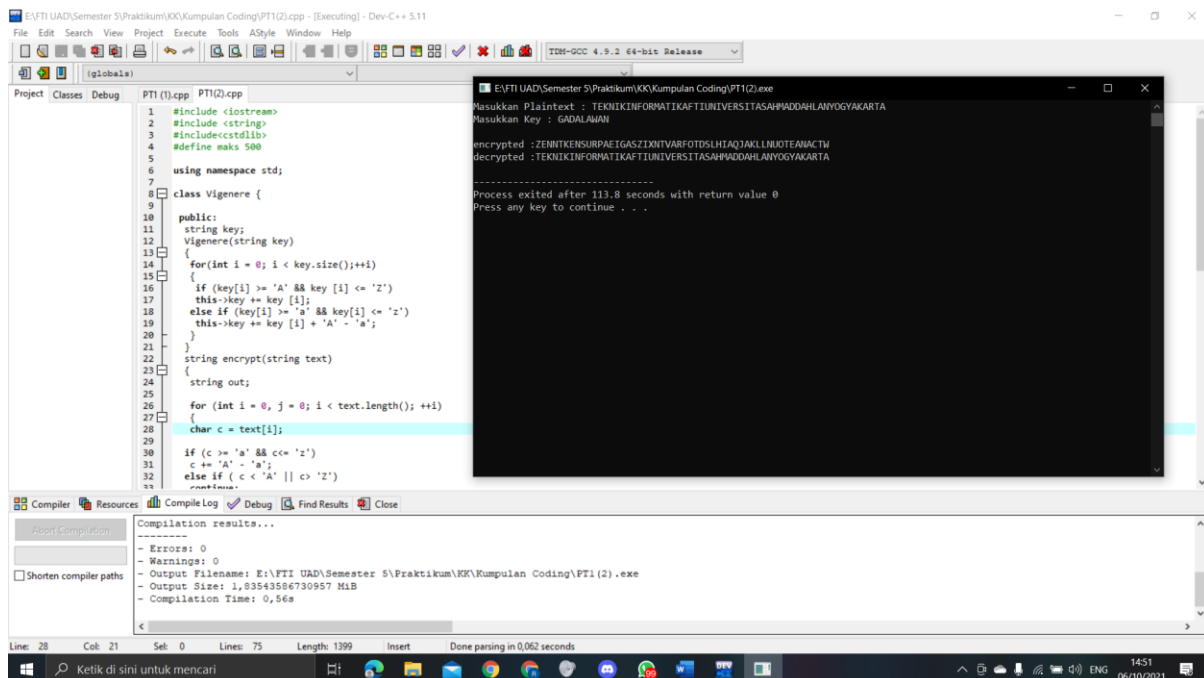 E:\FTI UAD\Semester 5\Praktikum\KK\Kumpulan Coding\PT1(2).cpp - [Executing] - Dev-C++ 5.11
File Edit Search View Project Execute Tools AStyle Window Help
TDM-GCC 4.9.2 64-bit Release
(globals)
Project Classes Debug
PT1 (1).cpp PT1(2).cpp
1 #include <iostream>
2 #include <string>
3 #include<cstdlib>
4 #define maks 500
5
6 using namespace std;
7
8 class Vigenere {
9
10 public:
11 string key;
12 Vigenere(string key)
13 {
14 for(int i = 0; i < key.size();++i)
15 {
16 if (key[i] >= 'A' && key [i] <= 'Z')
17 this->key += key [i];
18 else if (key[i] >= 'a' && key[i] <= 'z')
19 this->key += key [i] + 'A' - 'a';
20 }
21 }
22 string encrypt(string text)
23 {
24 string out;
25
26 for (int i = 0, j = 0; i < text.length(); ++i)
27 {
28 char c = text[i];
29
30 if (c >= 'a' && c<= 'z')
31 c += 'A' - 'a';
32 else if ( c < 'A' || c> 'Z')
33 continue;
E:\FTI UAD\Semester 5\Praktikum\KK\Kumpulan Coding\PT1(2).exe
Masukkan Plaintext : TEKNIKINFORMATIKAFTIUNIVERSITASAHMADDAHLANYOGYAKARTA
Masukkan Key : GADALAWAN
encrypted :ZENNTKENSURPAEIGASZIXNTVARFOTDSLHIAQJAKLLNUOTEANACTW
decrypted :TEKNIKINFORMATIKAFTIUNIVERSITASAHMADDAHLANYOGYAKARTA
--------------------------------
Process exited after 113.8 seconds with return value 0
Press any key to continue . . .
Compiler Resources Compile Log Debug Find Results Close
Abort Compilation
Shorten compiler paths
Compilation results...
--------
- Errors: 0
- Warnings: 0
- Output Filename: E:\FTI UAD\Semester 5\Praktikum\KK\Kumpulan Coding\PT1(2).exe
- Output Size: 1,83543586730957 MiB
- Compilation Time: 0,56s
Line: 28 Col: 21 Sel: 0 Lines: 75 Length: 1399 Insert Done parsing in 0,062 seconds
Ketik di sini untuk mencari
ENG
14:51
06/10/2021